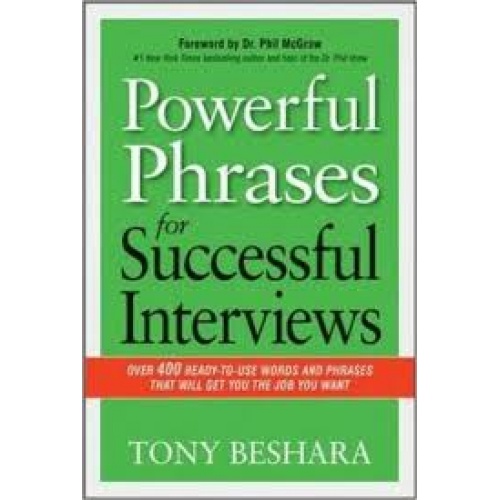 Foreword by Dr. Phil McGraw
#1 New York Times bestselling author and host of the Dr. Phil show
Powerful
Phrases
for
Successful
Interviews
OVER 400 READY-TO-USE WORDS AND PHRASES
THAT WILL GET YOU THE JOB YOU WANT
TONY BESHARA